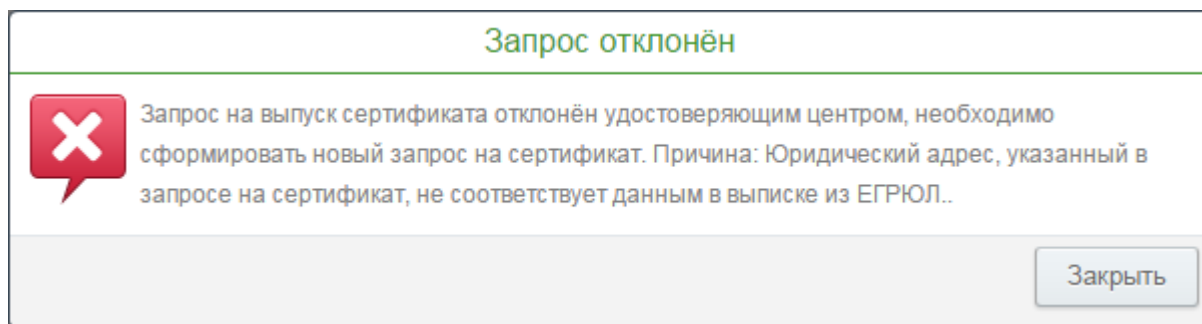 Запрос отклонён
Запрос на выпуск сертификата отклонён удостоверяющим центром, необходимо
сформировать новый запрос на сертификат. Причина: Юридический адрес, указанный в
запросе на сертификат, не соответствует данным в выписке из ЕГРЮЛ..
Закрыть